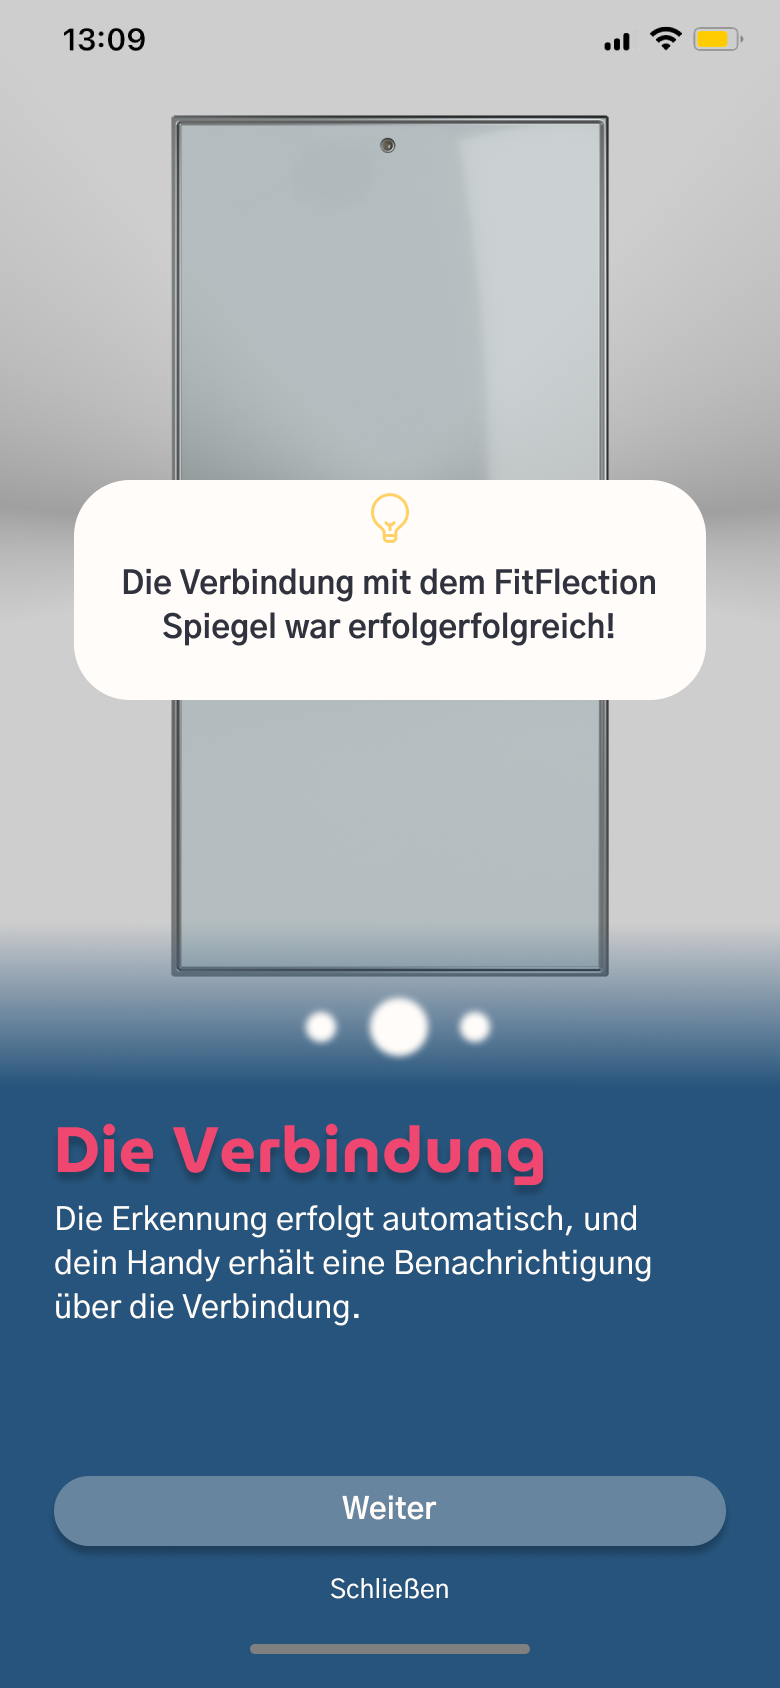 13:09
Die Verbindung mit dem FitFlection
Spiegel war erfolgerfolgreich!
Die Verbindung
Die Erkennung erfolgt automatisch, und
dein Handy erhält eine Benachrichtigung
über die Verbindung.
Weiter
Schließen